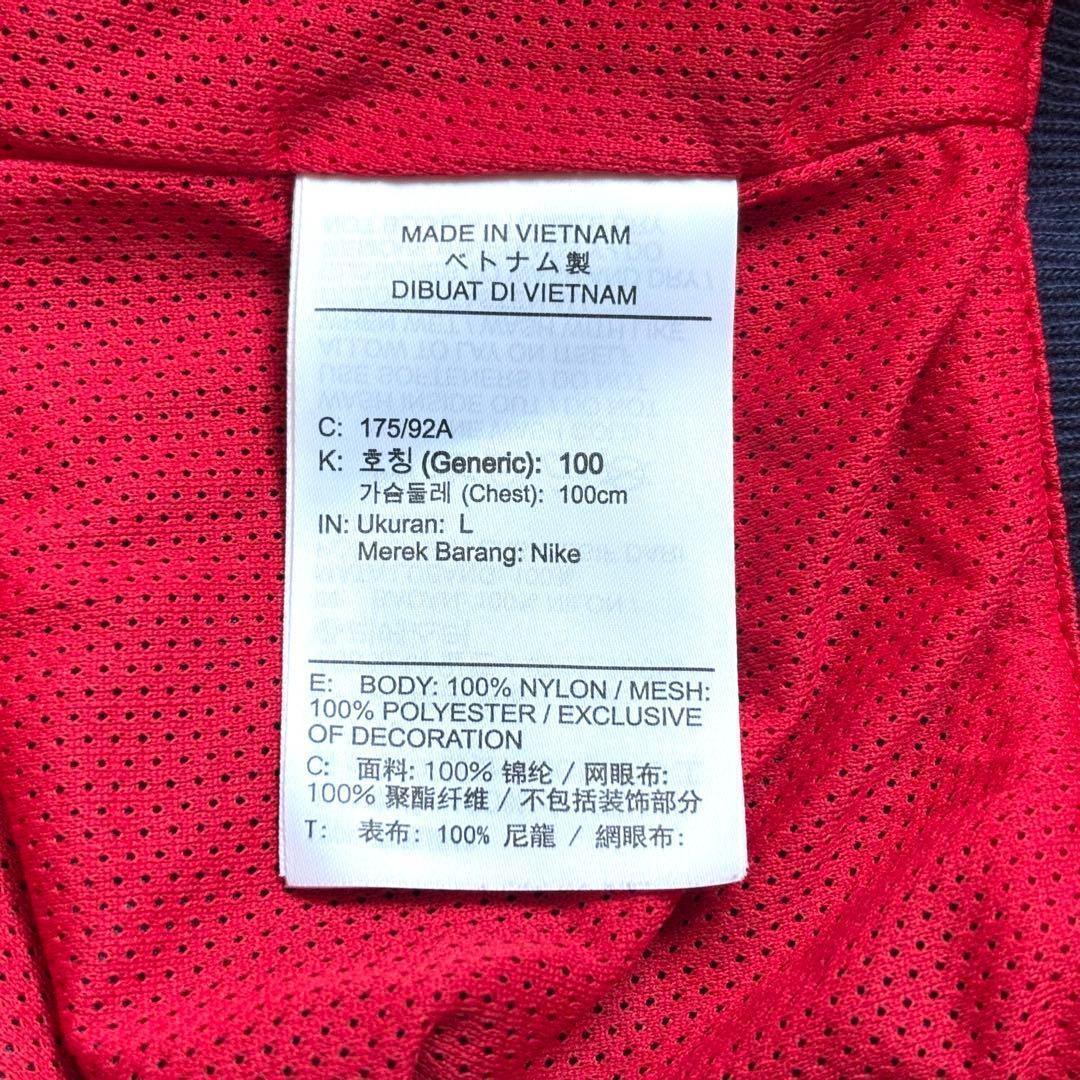 MADE IN VIETNAM
ベトナム製
DIBUAT DI VIETNAM
C: 175/92A
K: 호칭 (Generic): 100
가슴둘레 (Chest): 100cm
IN: Ukuran: L
Merek Barang: Nike
E: BODY: 100% NYLON / MESH:
100% POLYESTER / EXCLUSIVE
OF DECORATION
C: 面料: 100% 锦纶 / 网眼布:
100% 聚酯纤维 / 不包括装饰部分
T: 表布: 100% 尼龍 / 網眼布: